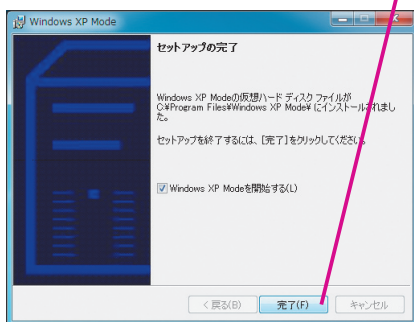 Windows XP Mode
セットアップの完了
Windows XP Modeの仮想ハード ディスク ファイルが
C:¥Program Files¥Windows XP Mode¥ にインストールされまし
た。
セットアップを終了するには、[完了]をクリックしてください。
Windows XP Modeを開始する(L)
< 戻る(B)
完了(F)
キャンセル